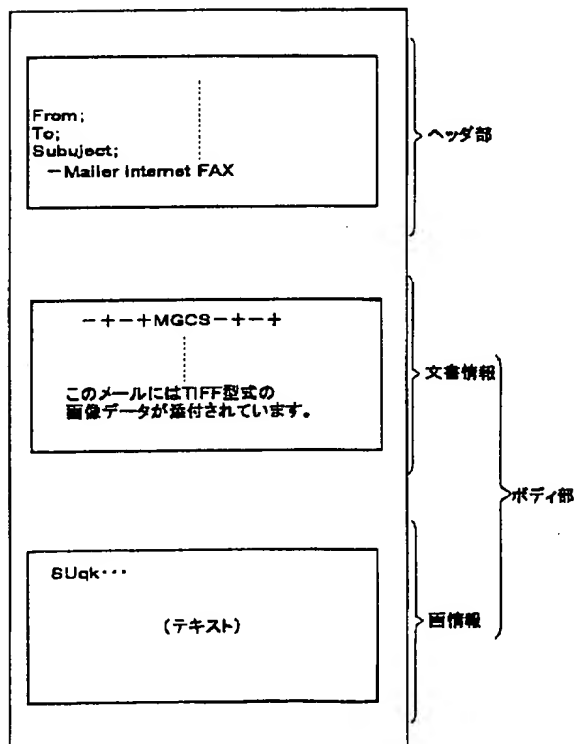 From;
To;
Subuject;
－Mailer Internet FAX
ヘッダ部
－＋－＋MGCS－＋－＋
このメールにはTIFF型式の
画像データが添付されています。
文書情報
ボディ部
SUqk・・・
(テキスト)
画情報